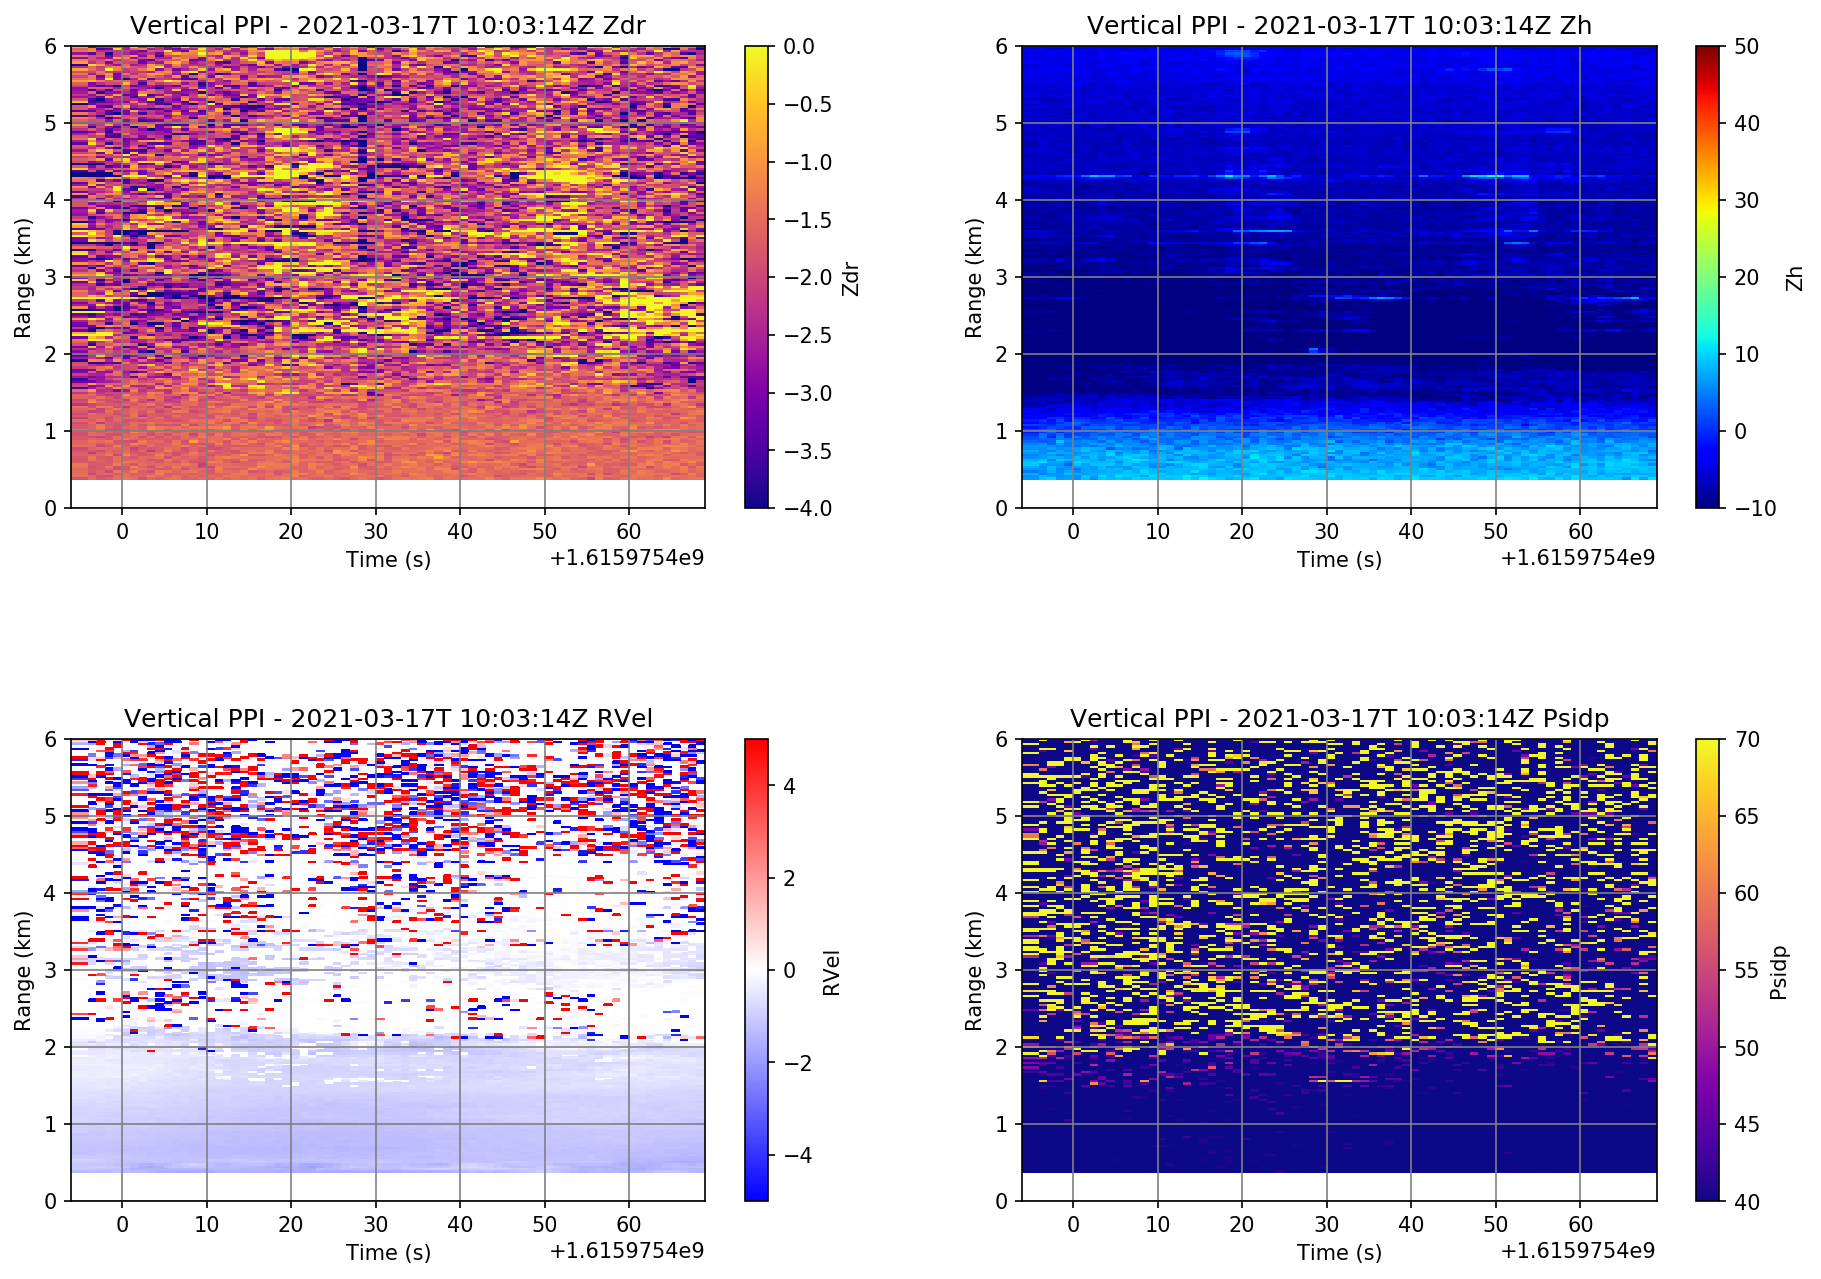 Vertical PPI - 2021-03-17T 10:03:14Z Zdr
6
5
4
3
2
1
0
Range (km)
0 10 20 30 40 50 60
Time (s)
+1.6159754e9
0.0
−0.5
−1.0
−1.5
−2.0
−2.5
−3.0
−3.5
−4.0
Zdr
Vertical PPI - 2021-03-17T 10:03:14Z Zh
6
5
4
3
2
1
0
Range (km)
0 10 20 30 40 50 60
Time (s)
+1.6159754e9
50
40
30
20
10
0
−10
Zh
Vertical PPI - 2021-03-17T 10:03:14Z RVel
6
5
4
3
2
1
0
Range (km)
0 10 20 30 40 50 60
Time (s)
+1.6159754e9
4
2
0
−2
−4
RVel
Vertical PPI - 2021-03-17T 10:03:14Z Psidp
6
5
4
3
2
1
0
Range (km)
0 10 20 30 40 50 60
Time (s)
+1.6159754e9
70
65
60
55
50
45
40
Psidp